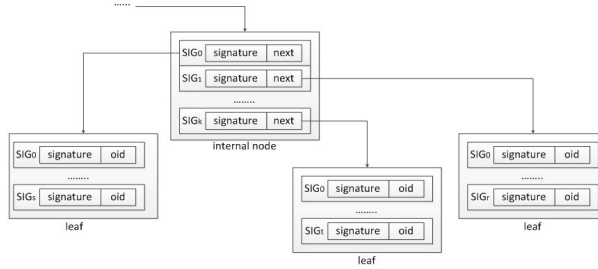 ......
SIG₀ signature next
SIG₁ signature next
........
SIGₖ signature next
internal node
SIG₀ signature oid
........
SIGₛ signature oid
leaf
SIG₀ signature oid
........
SIGₜ signature oid
leaf
SIG₀ signature oid
........
SIGᵣ signature oid
leaf